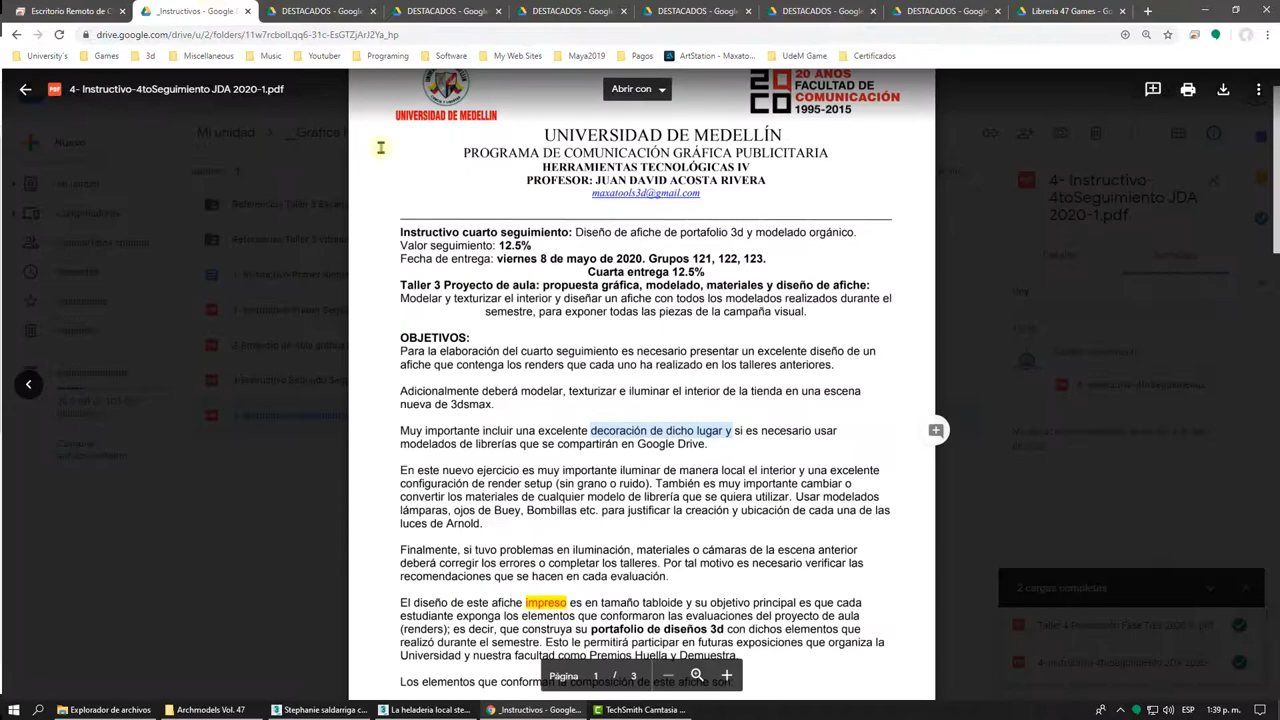 Escritorio Remoto
_Instructivos - Goog
DESTACADOS - Goog
DESTACADOS - Goog
DESTACADOS - Goog
DESTACADOS - Goog
DESTACADOS - Goog
Librería 47 Games - G
drive.google.com/drive/u/2/folders/11w7rcboILqq6-31c-EsGTZjArJ2Ya_hp
University's
Games
3d
Miscellaneous
Music
Youtuber
Programing
Software
My Web Sites
Maya2019
Pagos
ArtStation - Maxato...
UdeM Game
Certificados
4- Instructivo-4toSeguimiento JDA 2020-1.pdf
Abrir con
UNIVERSIDAD DE MEDELLIN
20 AÑOS
FACULTAD DE
COMUNICACIÓN
1995-2015
Nuevo
Mi unidad
UNIVERSIDAD DE MEDELLÍN
PROGRAMA DE COMUNICACIÓN GRÁFICA PUBLICITARIA
HERRAMIENTAS TECNOLÓGICAS IV
PROFESOR: JUAN DAVID ACOSTA RIVERA
maxatools3d@gmail.com
4- Instructivo-
4toSeguimiento JDA
2020-1.pdf
Instructivo cuarto seguimiento: Diseño de afiche de portafolio 3d y modelado orgánico.
Valor seguimiento: 12.5%
Fecha de entrega: viernes 8 de mayo de 2020. Grupos 121, 122, 123.
Cuarta entrega 12.5%
Taller 3 Proyecto de aula: propuesta gráfica, modelado, materiales y diseño de afiche:
Modelar y texturizar el interior y diseñar un afiche con todos los modelados realizados durante el
semestre, para exponer todas las piezas de la campaña visual.
OBJETIVOS:
Para la elaboración del cuarto seguimiento es necesario presentar un excelente diseño de un
afiche que contenga los renders que cada uno ha realizado en los talleres anteriores.
Adicionalmente deberá modelar, texturizar e iluminar el interior de la tienda en una escena
nueva de 3dsmax.
Muy importante incluir una excelente decoración de dicho lugar y si es necesario usar
modelados de librerías que se compartirán en Google Drive.
En este nuevo ejercicio es muy importante iluminar de manera local el interior y una excelente
configuración de render setup (sin grano o ruido). También es muy importante cambiar o
convertir los materiales de cualquier modelo de librería que se quiera utilizar. Usar modelados
lámparas, ojos de Buey, Bombillas etc. para justificar la creación y ubicación de cada una de las
luces de Arnold.
Finalmente, si tuvo problemas en iluminación, materiales o cámaras de la escena anterior
deberá corregir los errores o completar los talleres. Por tal motivo es necesario verificar las
recomendaciones que se hacen en cada evaluación.
El diseño de este afiche impreso es en tamaño tabloide y su objetivo principal es que cada
estudiante exponga los elementos que conformaron las evaluaciones del proyecto de aula
(renders); es decir, que construya su portafolio de diseños 3d con dichos elementos que
realizó durante el semestre. Esto le permitirá participar en futuras exposiciones que organiza la
Universidad y nuestra facultad como Premios Huella y Demuestra.
Los elementos que conforman la composición de este afiche son:
Página 1 / 3
2 cargas completas
Explorador de archivos
Archmodels Vol. 47
Stephanie saldarriga c...
La heladeria local ste...
_Instructivos - Google...
TechSmith Camtasia ...
ESP
1:39 p. m.